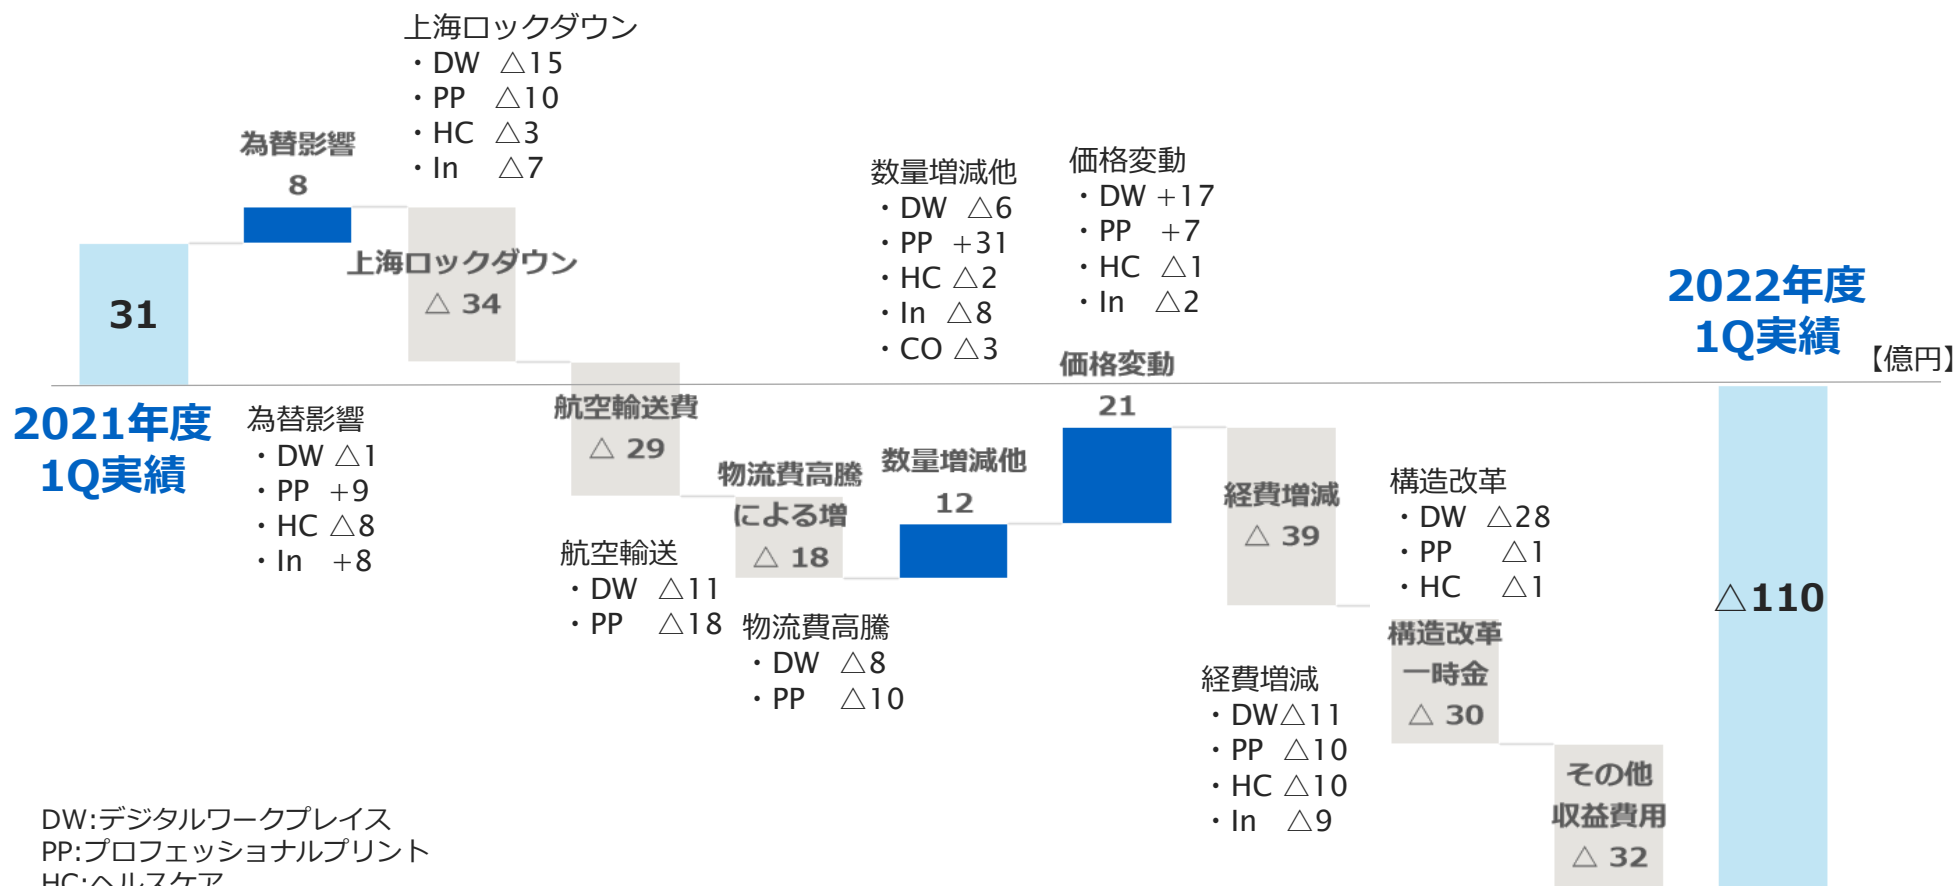 上海ロックダウン
・DW △15
・PP △10
・HC △3
・In △7
為替影響
8
上海ロックダウン
△ 34
31
2021年度
1Q実績
為替影響
・DW △1
・PP +9
・HC △8
・In +8
航空輸送費
△ 29
航空輸送
・DW △11
・PP △18
物流費高騰
による増
△ 18
物流費高騰
・DW △8
・PP △10
数量増減他
・DW △6
・PP +31
・HC △2
・In △8
・CO △3
数量増減他
12
価格変動
・DW +17
・PP +7
・HC △1
・In △2
価格変動
21
経費増減
△ 39
経費増減
・DW△11
・PP △10
・HC △10
・In △9
構造改革
・DW △28
・PP △1
・HC △1
構造改革
一時金
△ 30
その他
収益費用
△ 32
2022年度
1Q実績
【億円】
△110
DW:デジタルワークプレイス
PP:プロフェッショナルプリント
HC:ヘルスケア